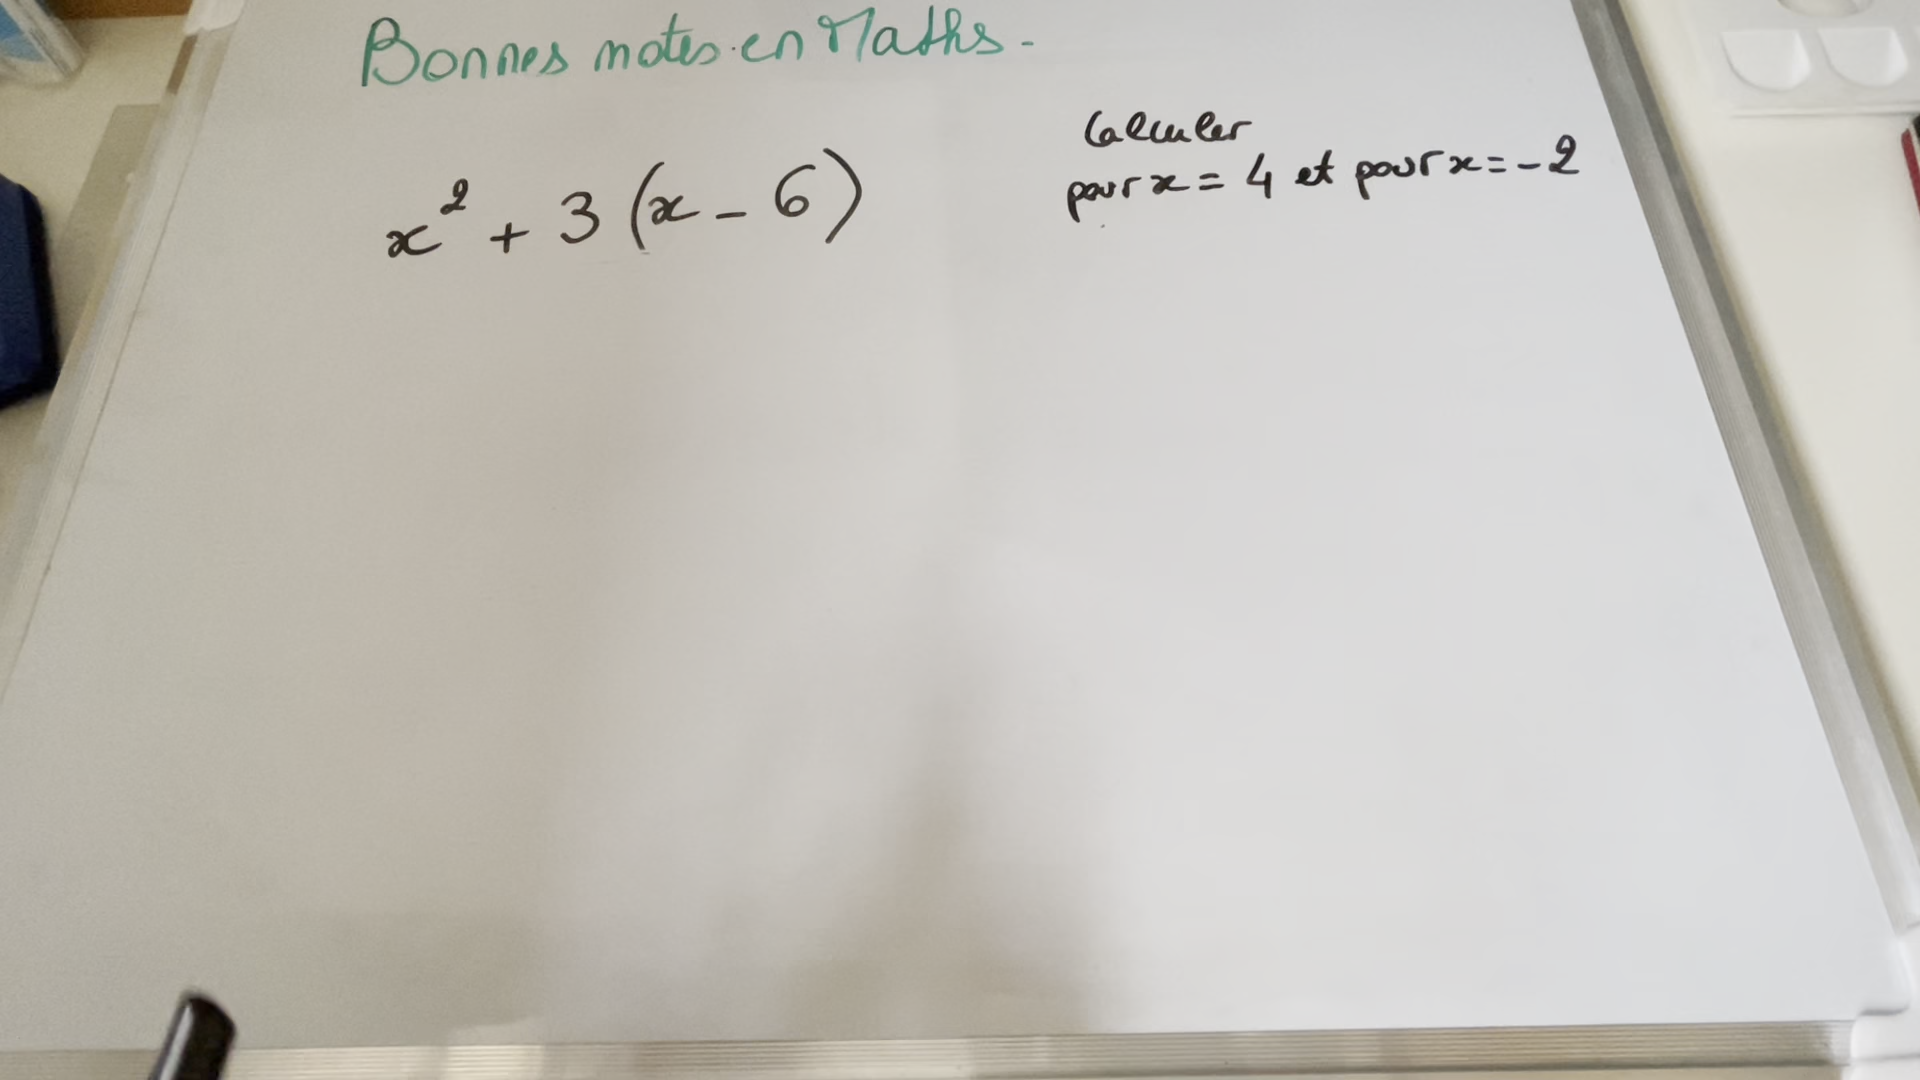 Bonnes notes en Maths.
x² + 3 (x - 6)
Calculer
pour x = 4 et pour x = -2